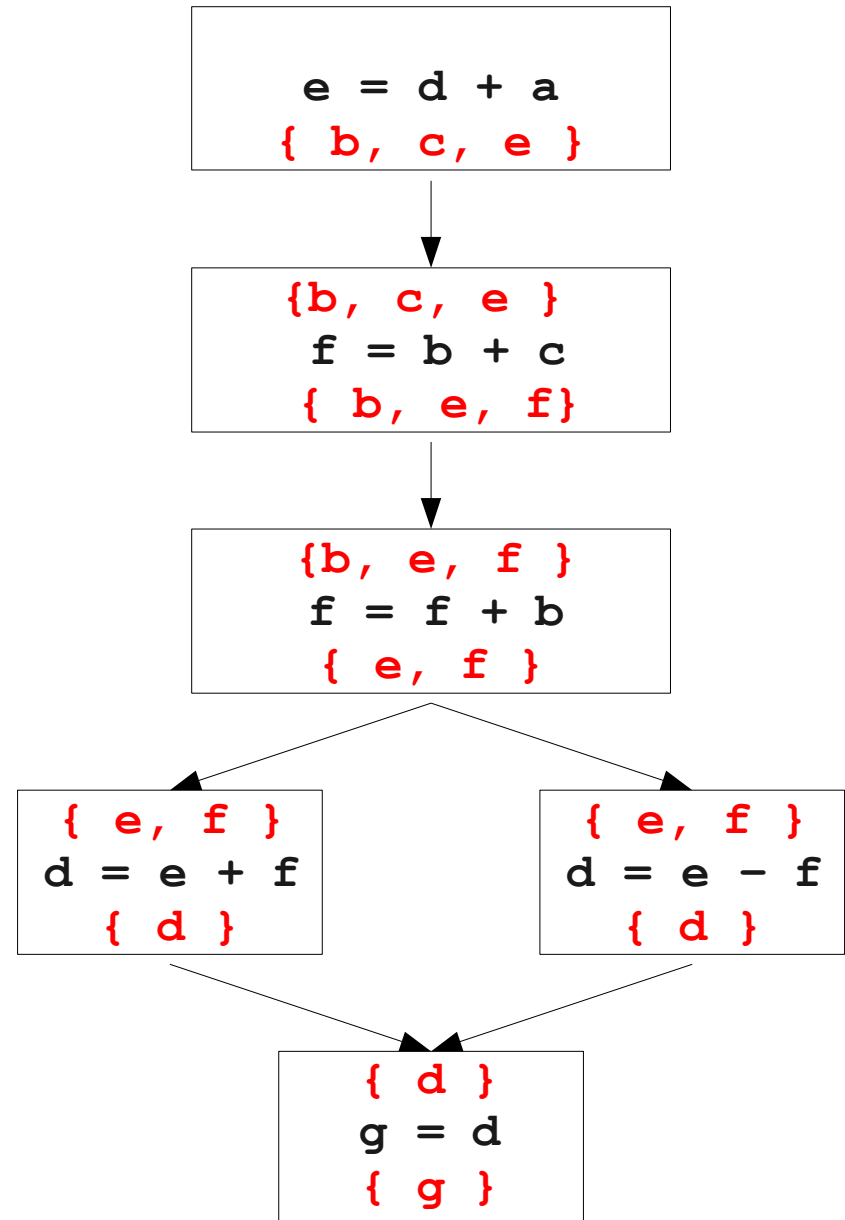 e = d + a
{ b, c, e }
{b, c, e }
f = b + c
{ b, e, f}
{b, e, f }
f = f + b
{ e, f }
{ e, f }
d = e + f
{ d }
{ e, f }
d = e - f
{ d }
{ d }
g = d
{ g }